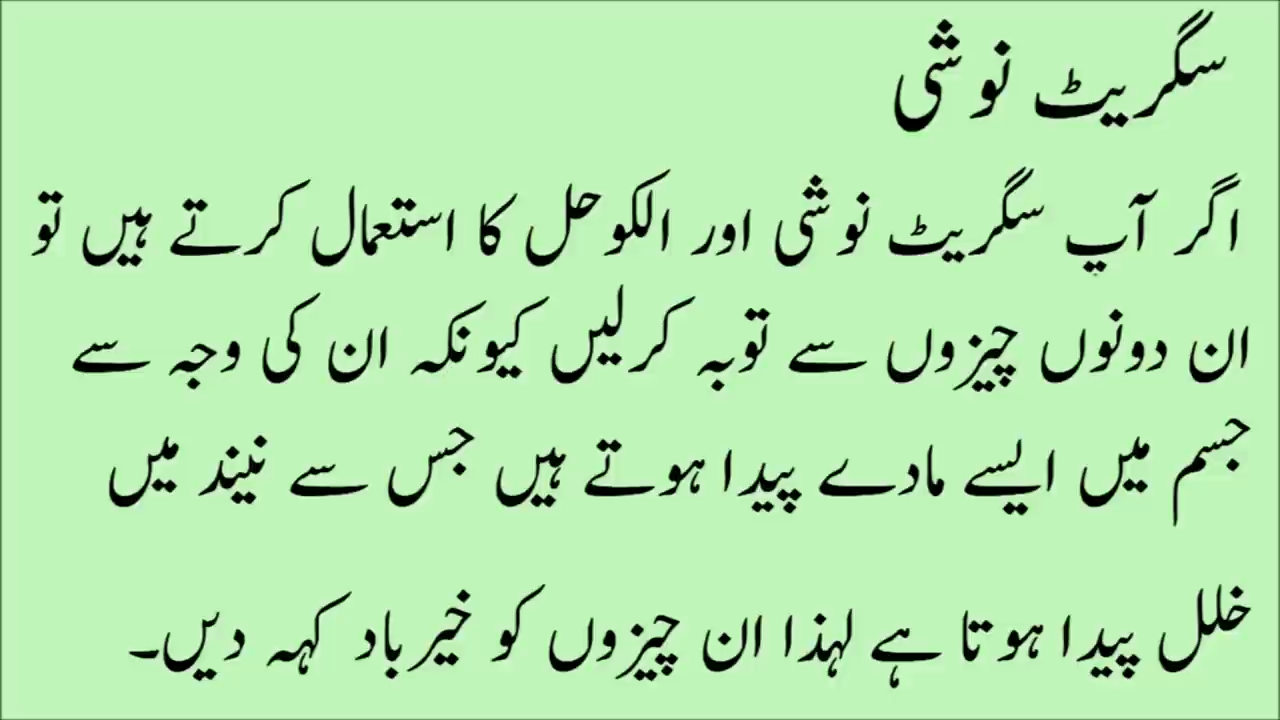 سگریٹ نوشی
اگر آپ سگریٹ نوشی اور الکوحل کا استعمال کرتے ہیں تو
ان دونوں چیزوں سے توبہ کرلیں کیونکہ ان کی وجہ سے
جسم میں ایسے مادے پیدا ہوتے ہیں جس سے نیند میں
خلل پیدا ہوتا ہے لہذا ان چیزوں کو خیرباد کہہ دیں۔